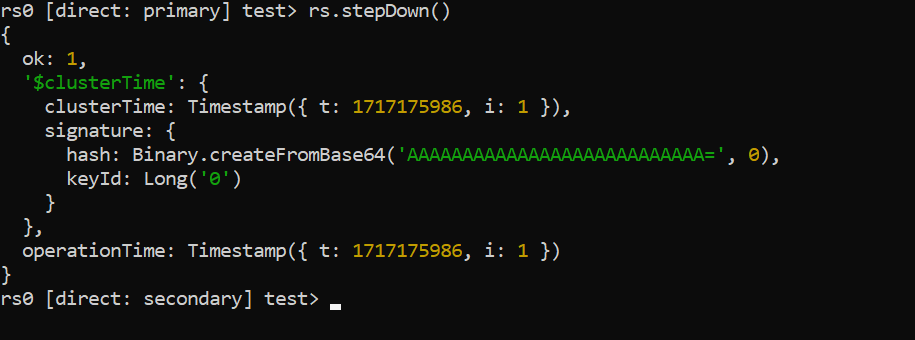 rs0 [direct: primary] test> rs.stepDown()
{
  ok: 1,
  '$clusterTime': {
    clusterTime: Timestamp({ t: 1717175986, i: 1 }),
    signature: {
      hash: Binary.createFromBase64('AAAAAAAAAAAAAAAAAAAAAAAAAAA=', 0),
      keyId: Long('0')
    }
  },
  operationTime: Timestamp({ t: 1717175986, i: 1 })
}
rs0 [direct: secondary] test>